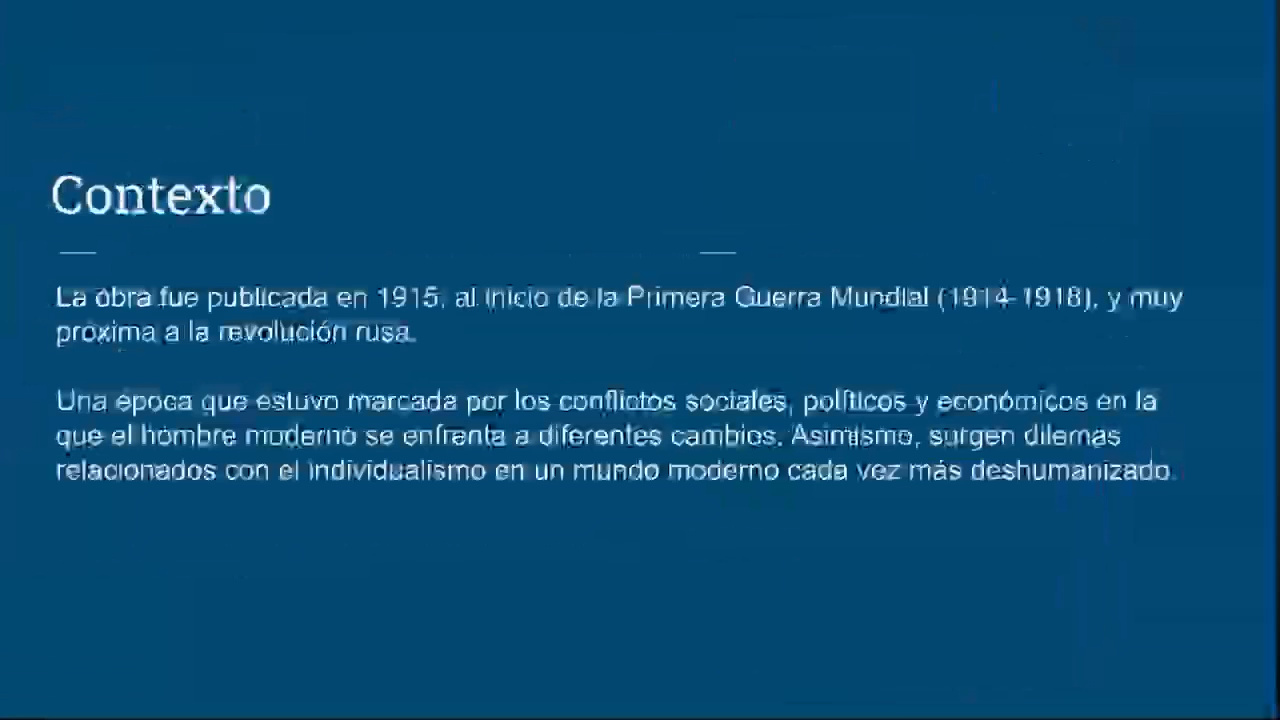 Contexto
La obra fue publicada en 1915, al inicio de la Primera Guerra Mundial (1914-1918), y muy
próxima a la revolución rusa.
Una época que estuvo marcada por los conflictos sociales, políticos y económicos en la
que el hombre moderno se enfrenta a diferentes cambios. Asimismo, surgen dilemas
relacionados con el individualismo en un mundo moderno cada vez más deshumanizado.